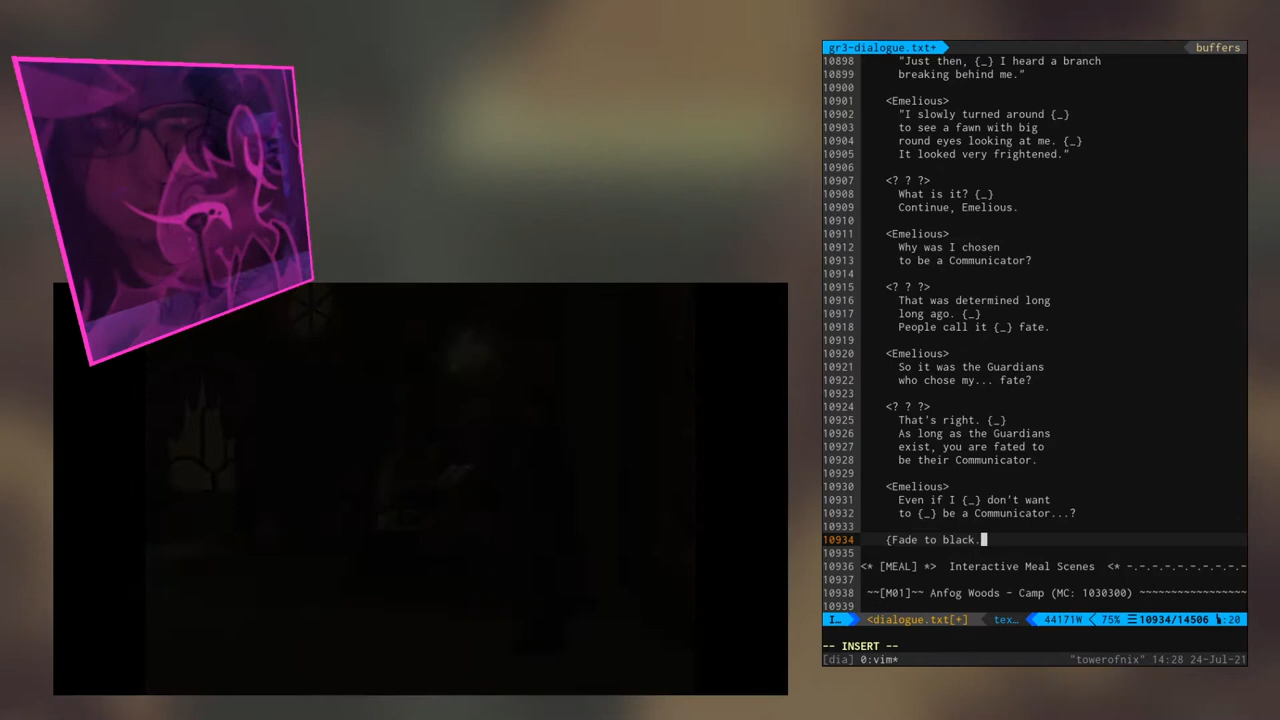 gr3-dialogue.txt+ buffers
10898 "Just then, {_} I heard a branch
10899 breaking behind me."
10900
10901 <Emelious>
10902 "I slowly turned around {_}
10903 to see a fawn with big
10904 round eyes looking at me. {_}
10905 It looked very frightened."
10906
10907 <? ? ?>
10908 What is it? {_}
10909 Continue, Emelious.
10910
10911 <Emelious>
10912 Why was I chosen
10913 to be a Communicator?
10914
10915 <? ? ?>
10916 That was determined long
10917 long ago. {_}
10918 People call it {_} fate.
10919
10920 <Emelious>
10921 So it was the Guardians
10922 who chose my... fate?
10923
10924 <? ? ?>
10925 That's right. {_}
10926 As long as the Guardians
10927 exist, you are fated to
10928 be their Communicator.
10929
10930 <Emelious>
10931 Even if I {_} don't want
10932 to {_} be a Communicator...?
10933
10934 {Fade to black.
10935
10936 <* [MEAL] *> Interactive Meal Scenes <* -.-.-.-.-.-.-.-.-.-
10937
10938 ~~[M01]~~ Anfog Woods - Camp (MC: 1030300) ~~~~~~~~~~~~~~~~~
10939
I… <dialogue.txt[+] tex… 44171W 75% ☰10934/14506 :20
-- INSERT --
[dia] 0:vim* "towerofnix" 14:28 24-Jul-21